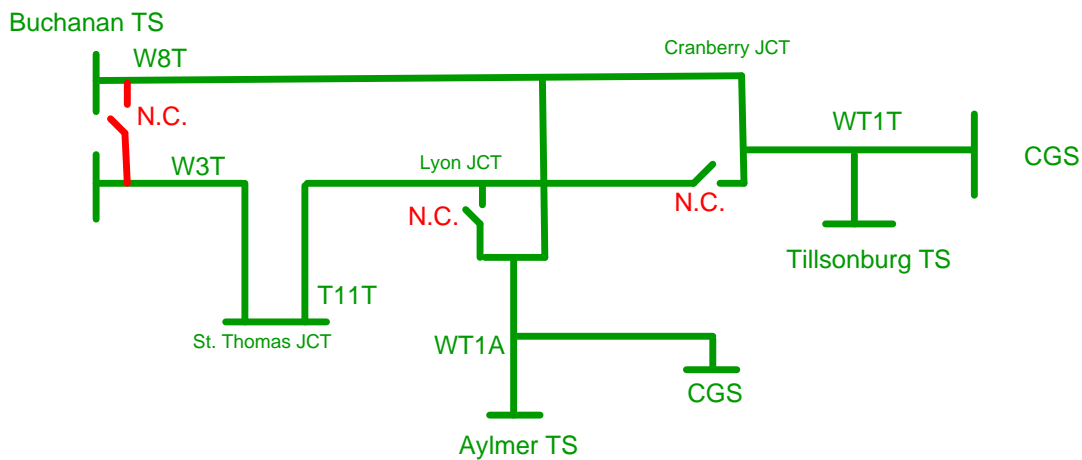 Buchanan TS
W8T
Cranberry JCT
N.C.
WT1T
CGS
W3T
Lyon JCT
N.C.
N.C.
Tillsonburg TS
T11T
St. Thomas JCT
WT1A
CGS
Aylmer TS